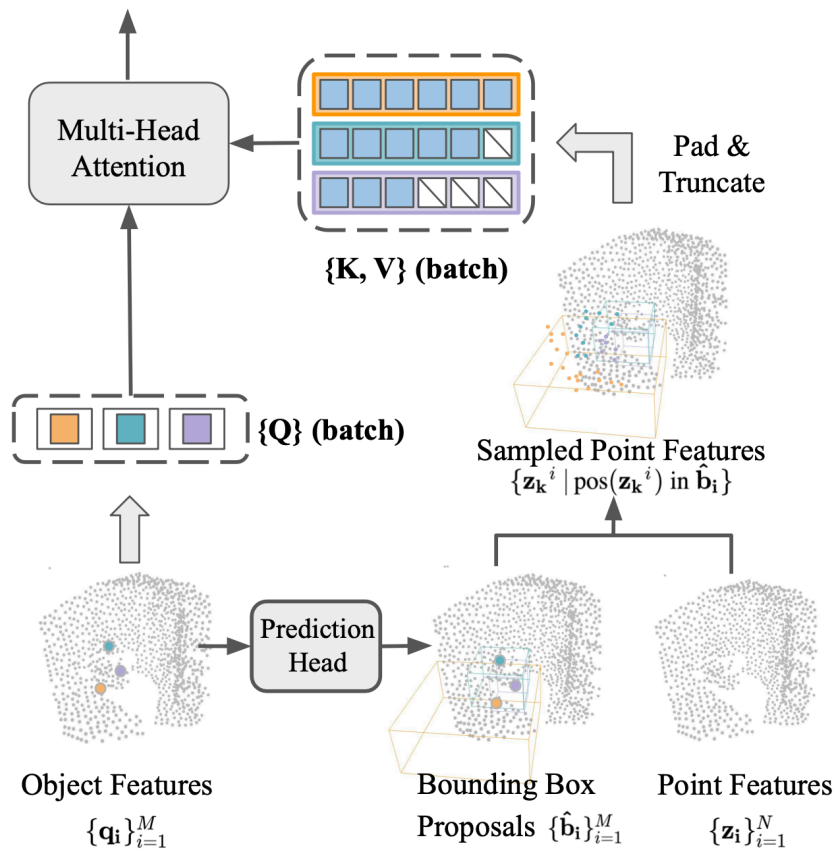 Multi-Head
Attention
Pad &
Truncate
{K, V} (batch)
{Q} (batch)
Sampled Point Features
{z_k^i | pos(z_k^i) in b̂_i}
Prediction
Head
Object Features
{q_i}_{i=1}^M
Bounding Box
Proposals {b̂_i}_{i=1}^M
Point Features
{z_i}_{i=1}^N